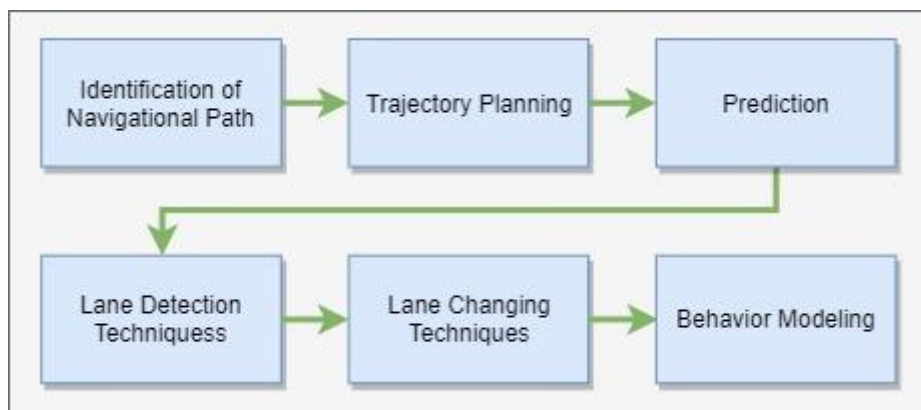 Identification of
Navigational Path
Trajectory Planning
Prediction
Lane Detection
Techniquess
Lane Changing
Techniques
Behavior Modeling